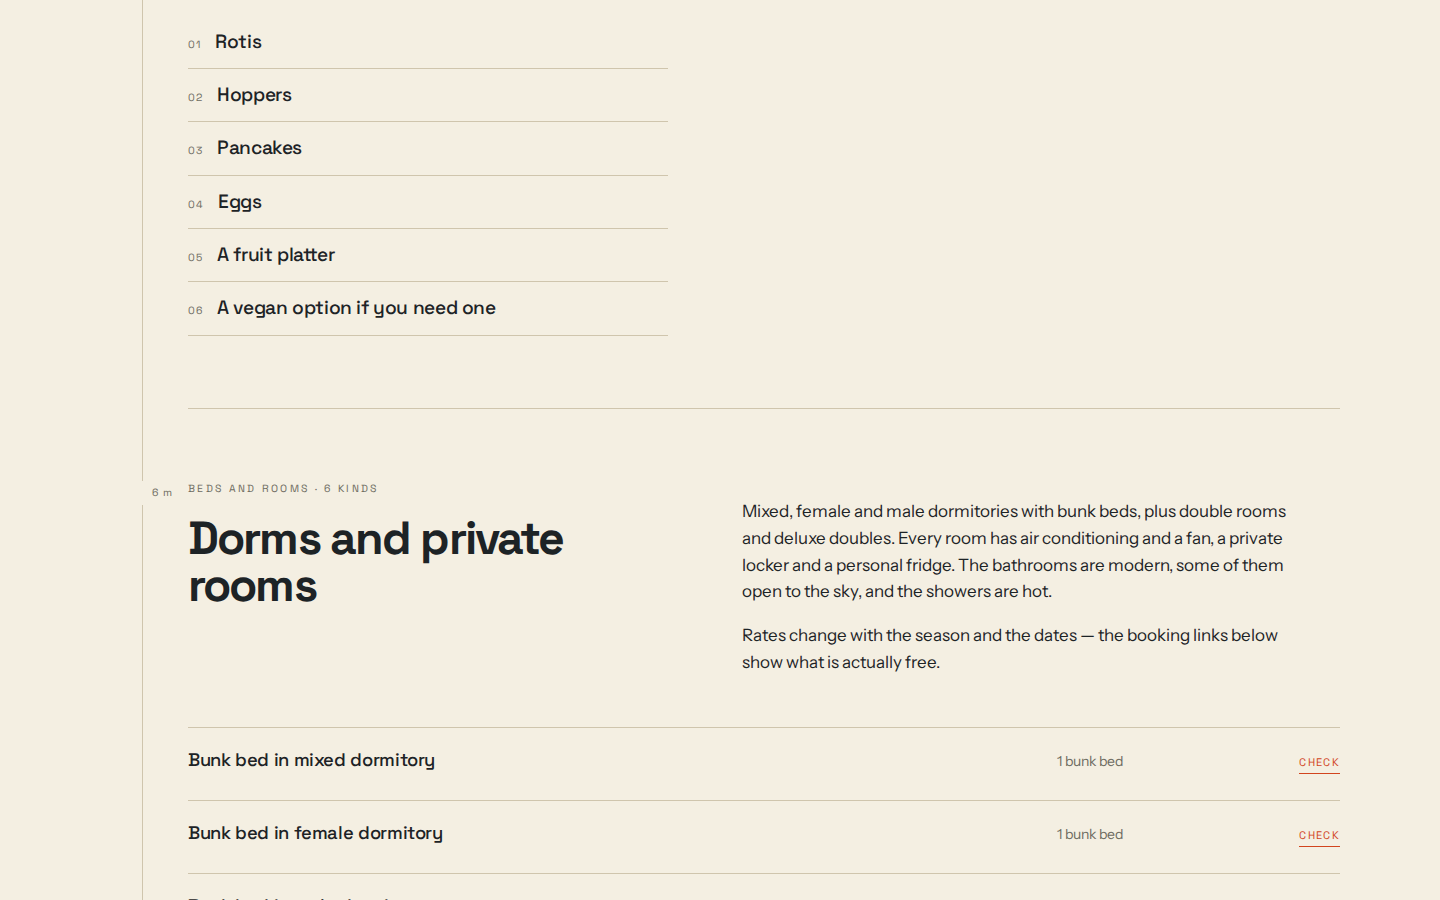 01 Rotis
02 Hoppers
03 Pancakes
04 Eggs
05 A fruit platter
06 A vegan option if you need one
6 m
BEDS AND ROOMS · 6 KINDS
Dorms and private
rooms
Mixed, female and male dormitories with bunk beds, plus double rooms
and deluxe doubles. Every room has air conditioning and a fan, a private
locker and a personal fridge. The bathrooms are modern, some of them
open to the sky, and the showers are hot.
Rates change with the season and the dates — the booking links below
show what is actually free.
Bunk bed in mixed dormitory 1 bunk bed CHECK
Bunk bed in female dormitory 1 bunk bed CHECK